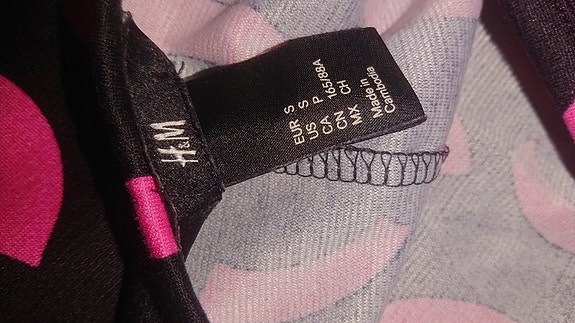 H&M
EUR S
US S
CA P
CN 165/88A
MX CH
Made in
Cambodia